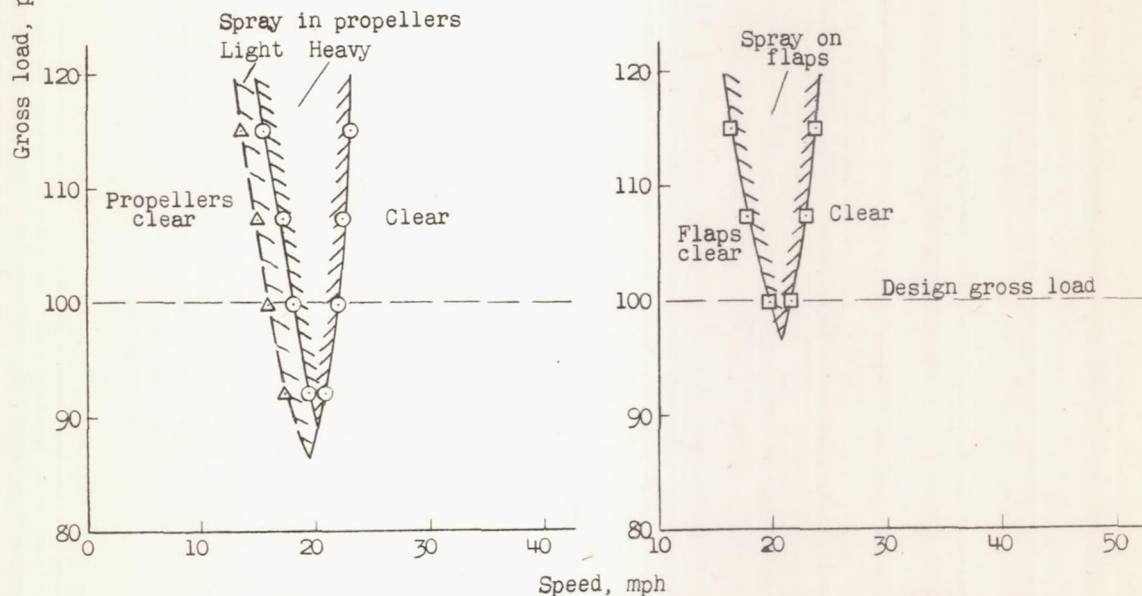 Gross load,
Spray in propellers
Light Heavy
120
110
100
90
80
Propellers
clear
Clear
0
10
20
30
40
Spray on
flaps
120
110
100
90
80
Flaps
clear
Clear
Design gross load
10
20
30
40
50
Speed, mph